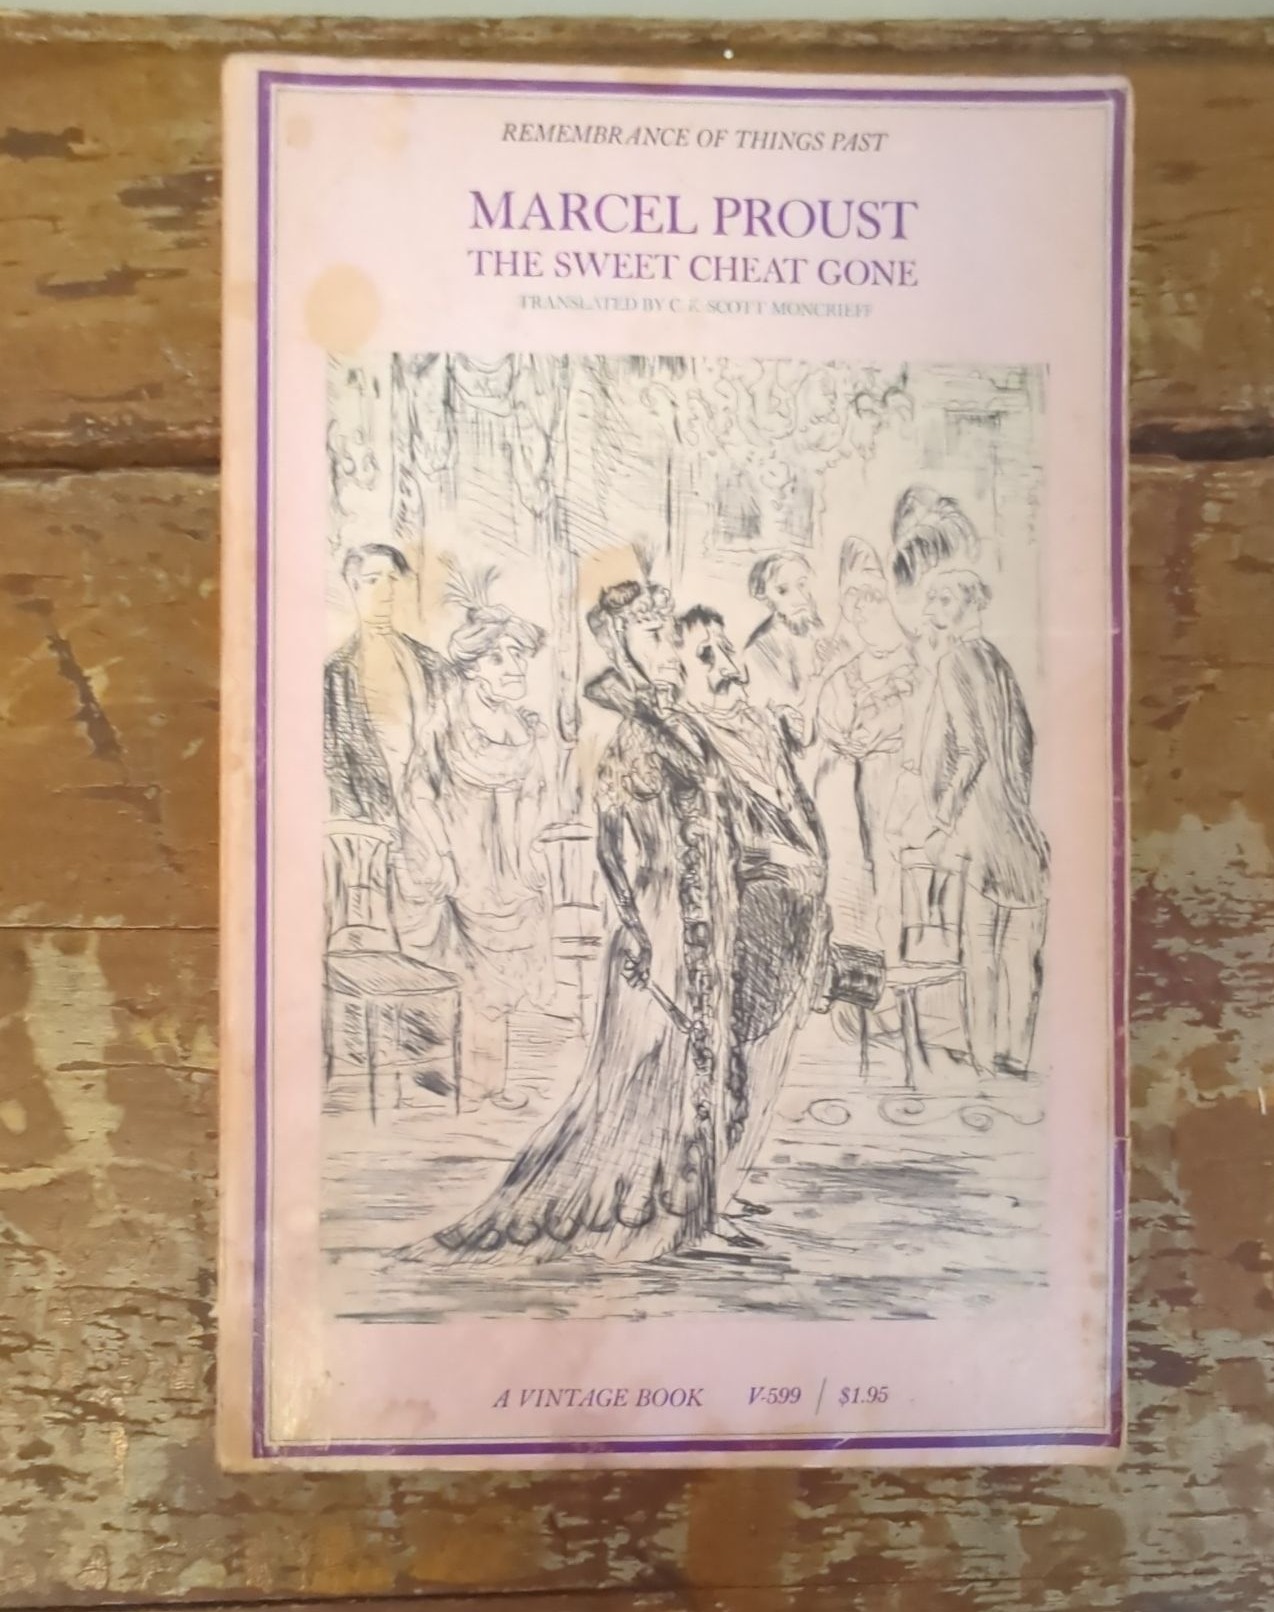 REMEMBRANCE OF THINGS PAST
MARCEL PROUST
THE SWEET CHEAT GONE
TRANSLATED BY C. K. SCOTT MONCRIEFF
A VINTAGE BOOK V-599 / $1.95